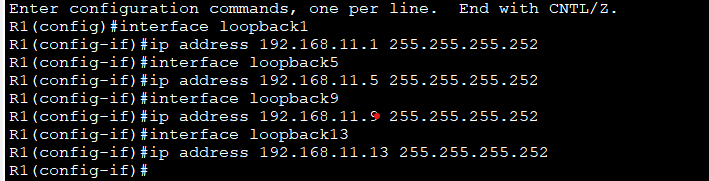 Enter configuration commands, one per line.  End with CNTL/Z.
R1(config)#interface loopback1
R1(config-if)#ip address 192.168.11.1 255.255.255.252
R1(config-if)#interface loopback5
R1(config-if)#ip address 192.168.11.5 255.255.255.252
R1(config-if)#interface loopback9
R1(config-if)#ip address 192.168.11.9 255.255.255.252
R1(config-if)#interface loopback13
R1(config-if)#ip address 192.168.11.13 255.255.255.252
R1(config-if)#